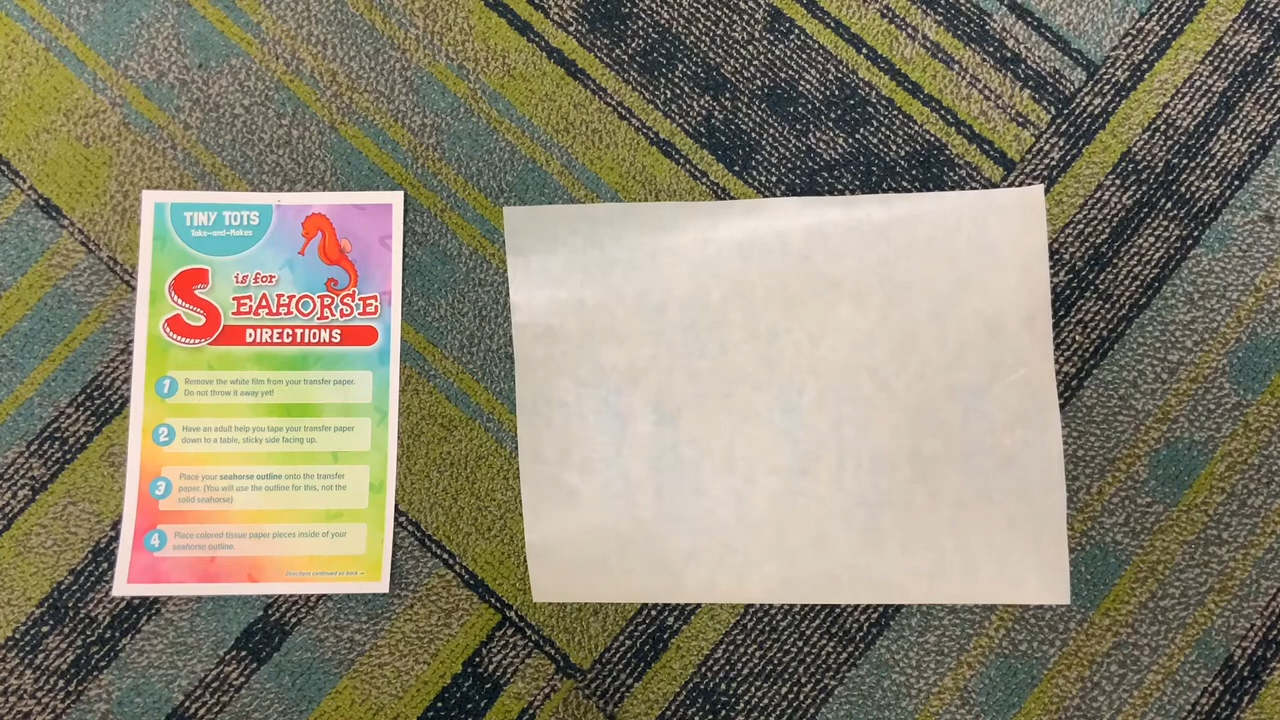 TINY TOTS
Take-and-Makes
is for
SEAHORSE
DIRECTIONS
1 Remove the white film from your transfer paper.
Do not throw it away yet!
2 Have an adult help you tape your transfer paper
down to a table, sticky side facing up.
3 Place your seahorse outline onto the transfer
paper. (You will use the outline for this, not the
solid seahorse)
4 Place colored tissue paper pieces inside of your
seahorse outline.
Directions continued on back →